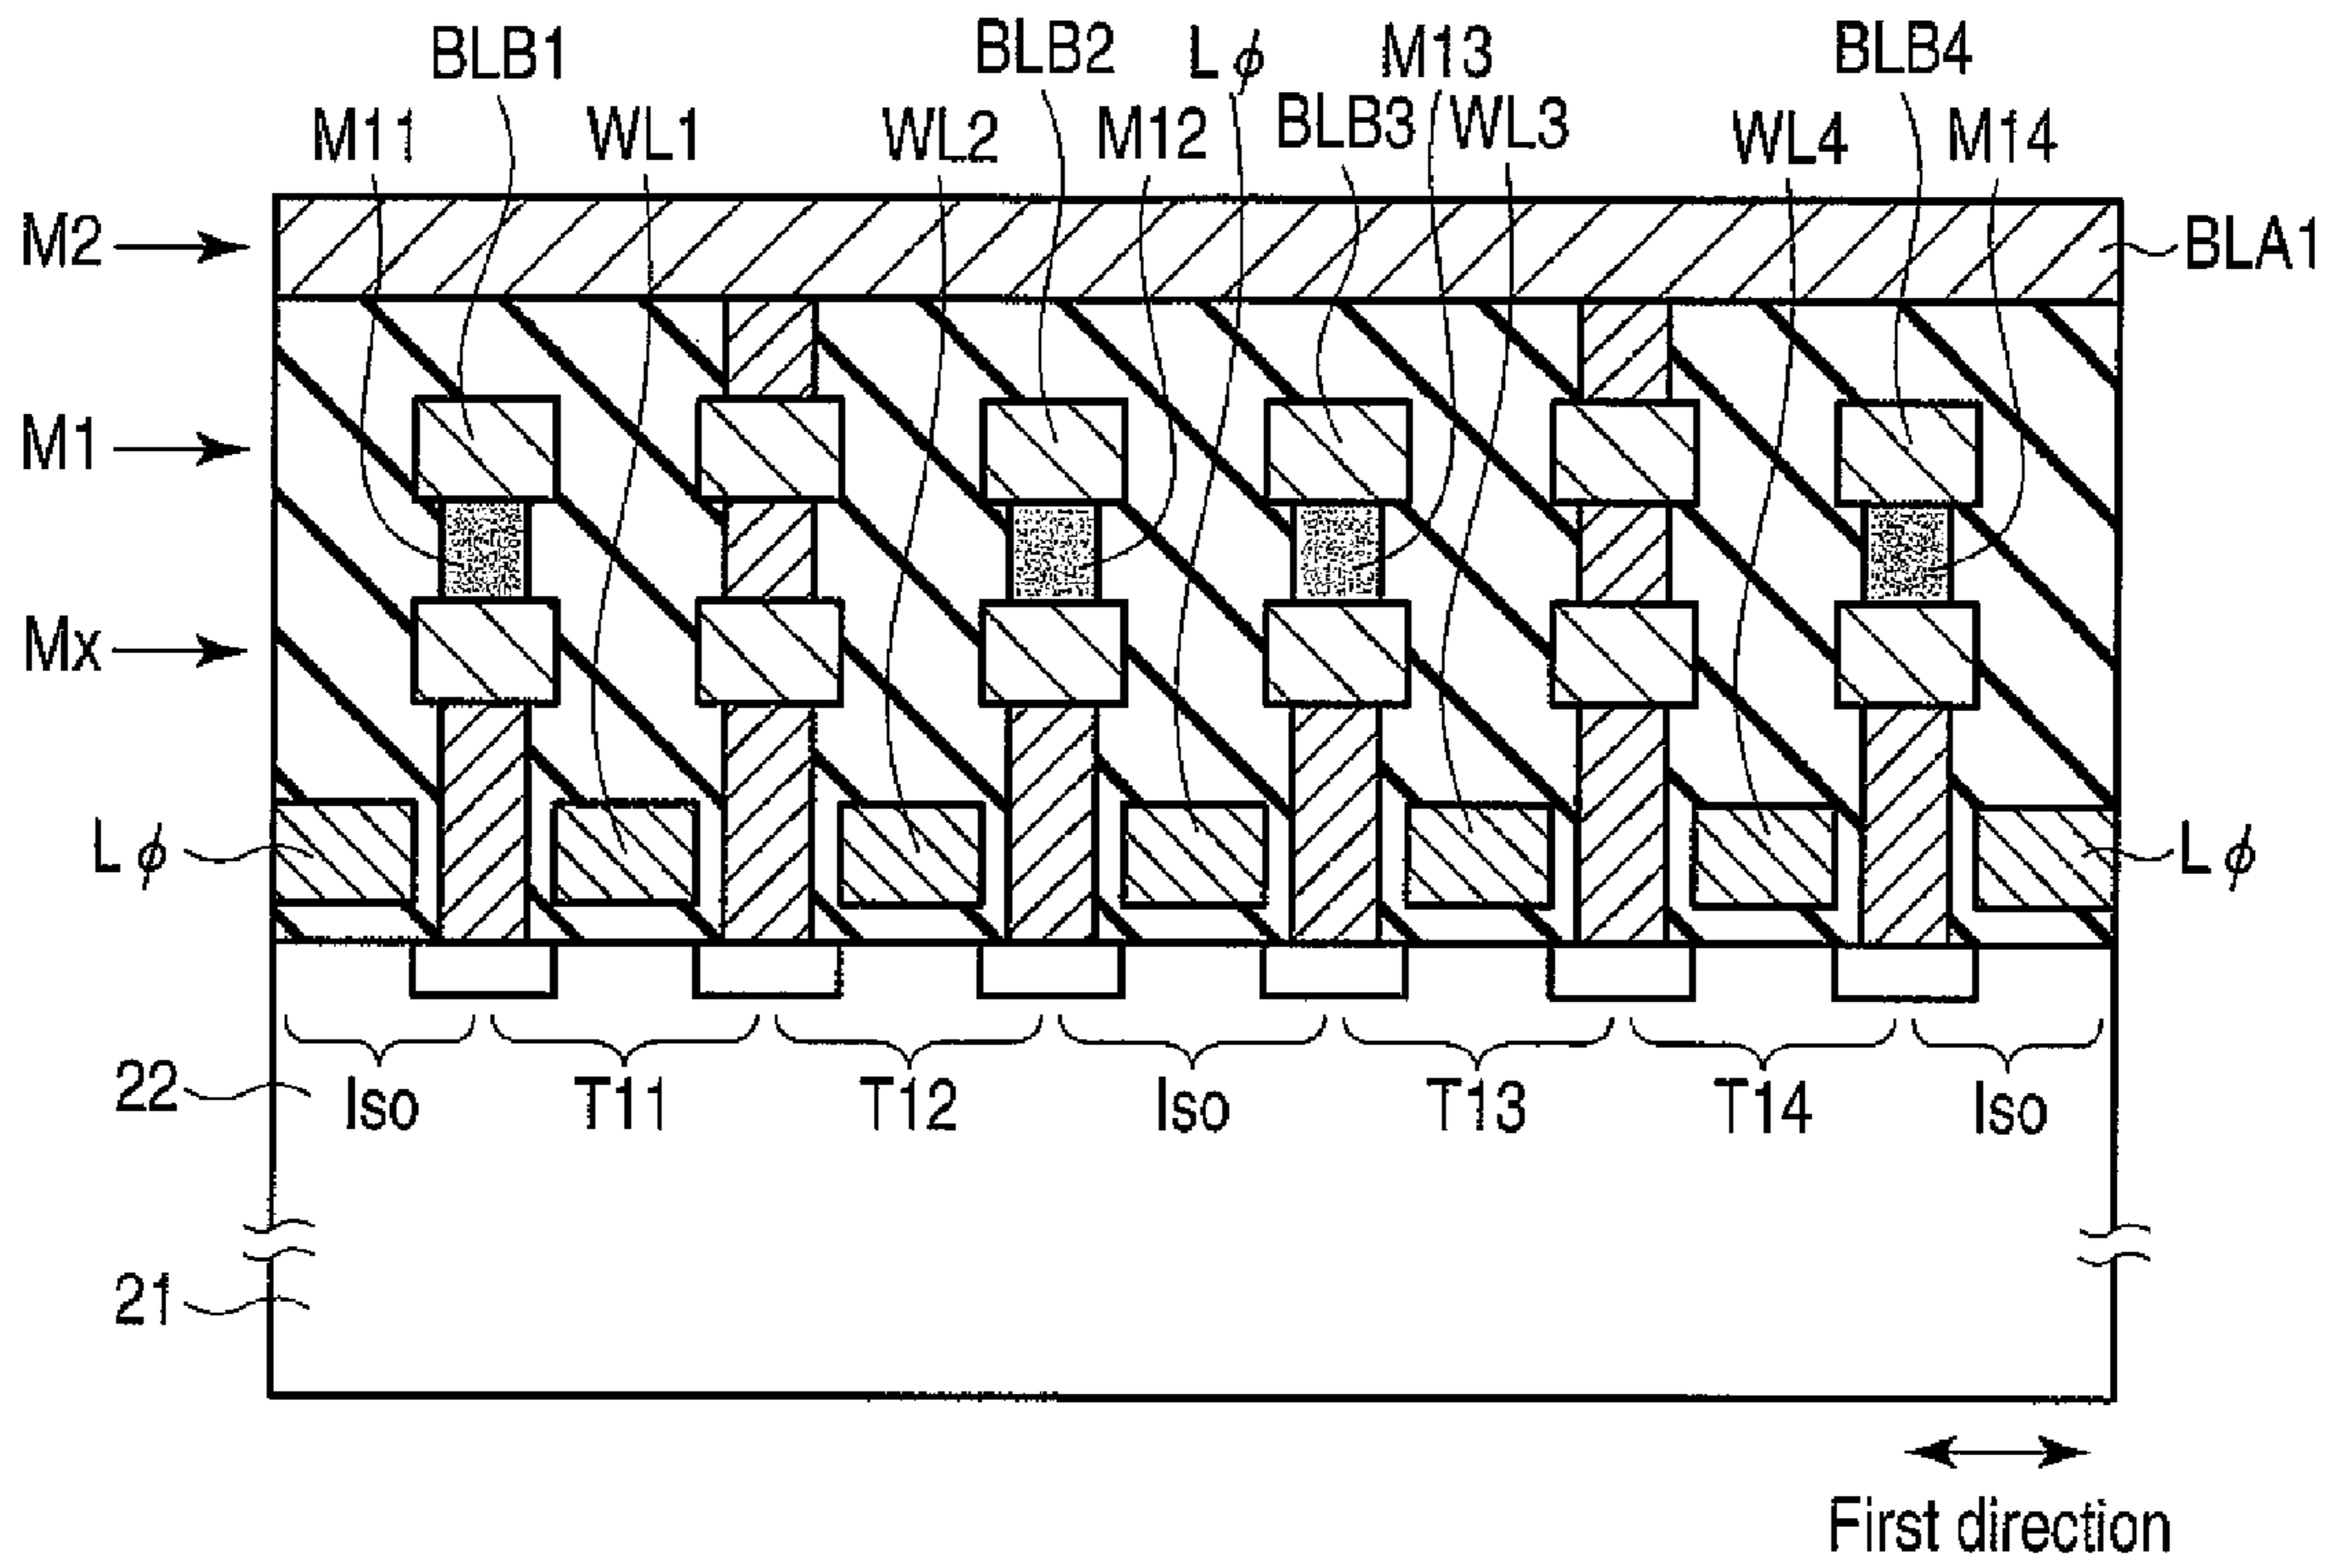 BLB1 BLB2 Lϕ M13 BLB4
M11 WL1 WL2 M12 BLB3 WL3 WL4 M14
M2 BLA1
M1
Mx
Lϕ Lϕ
22 Iso T11 T12 Iso T13 T14 Iso
21
First direction